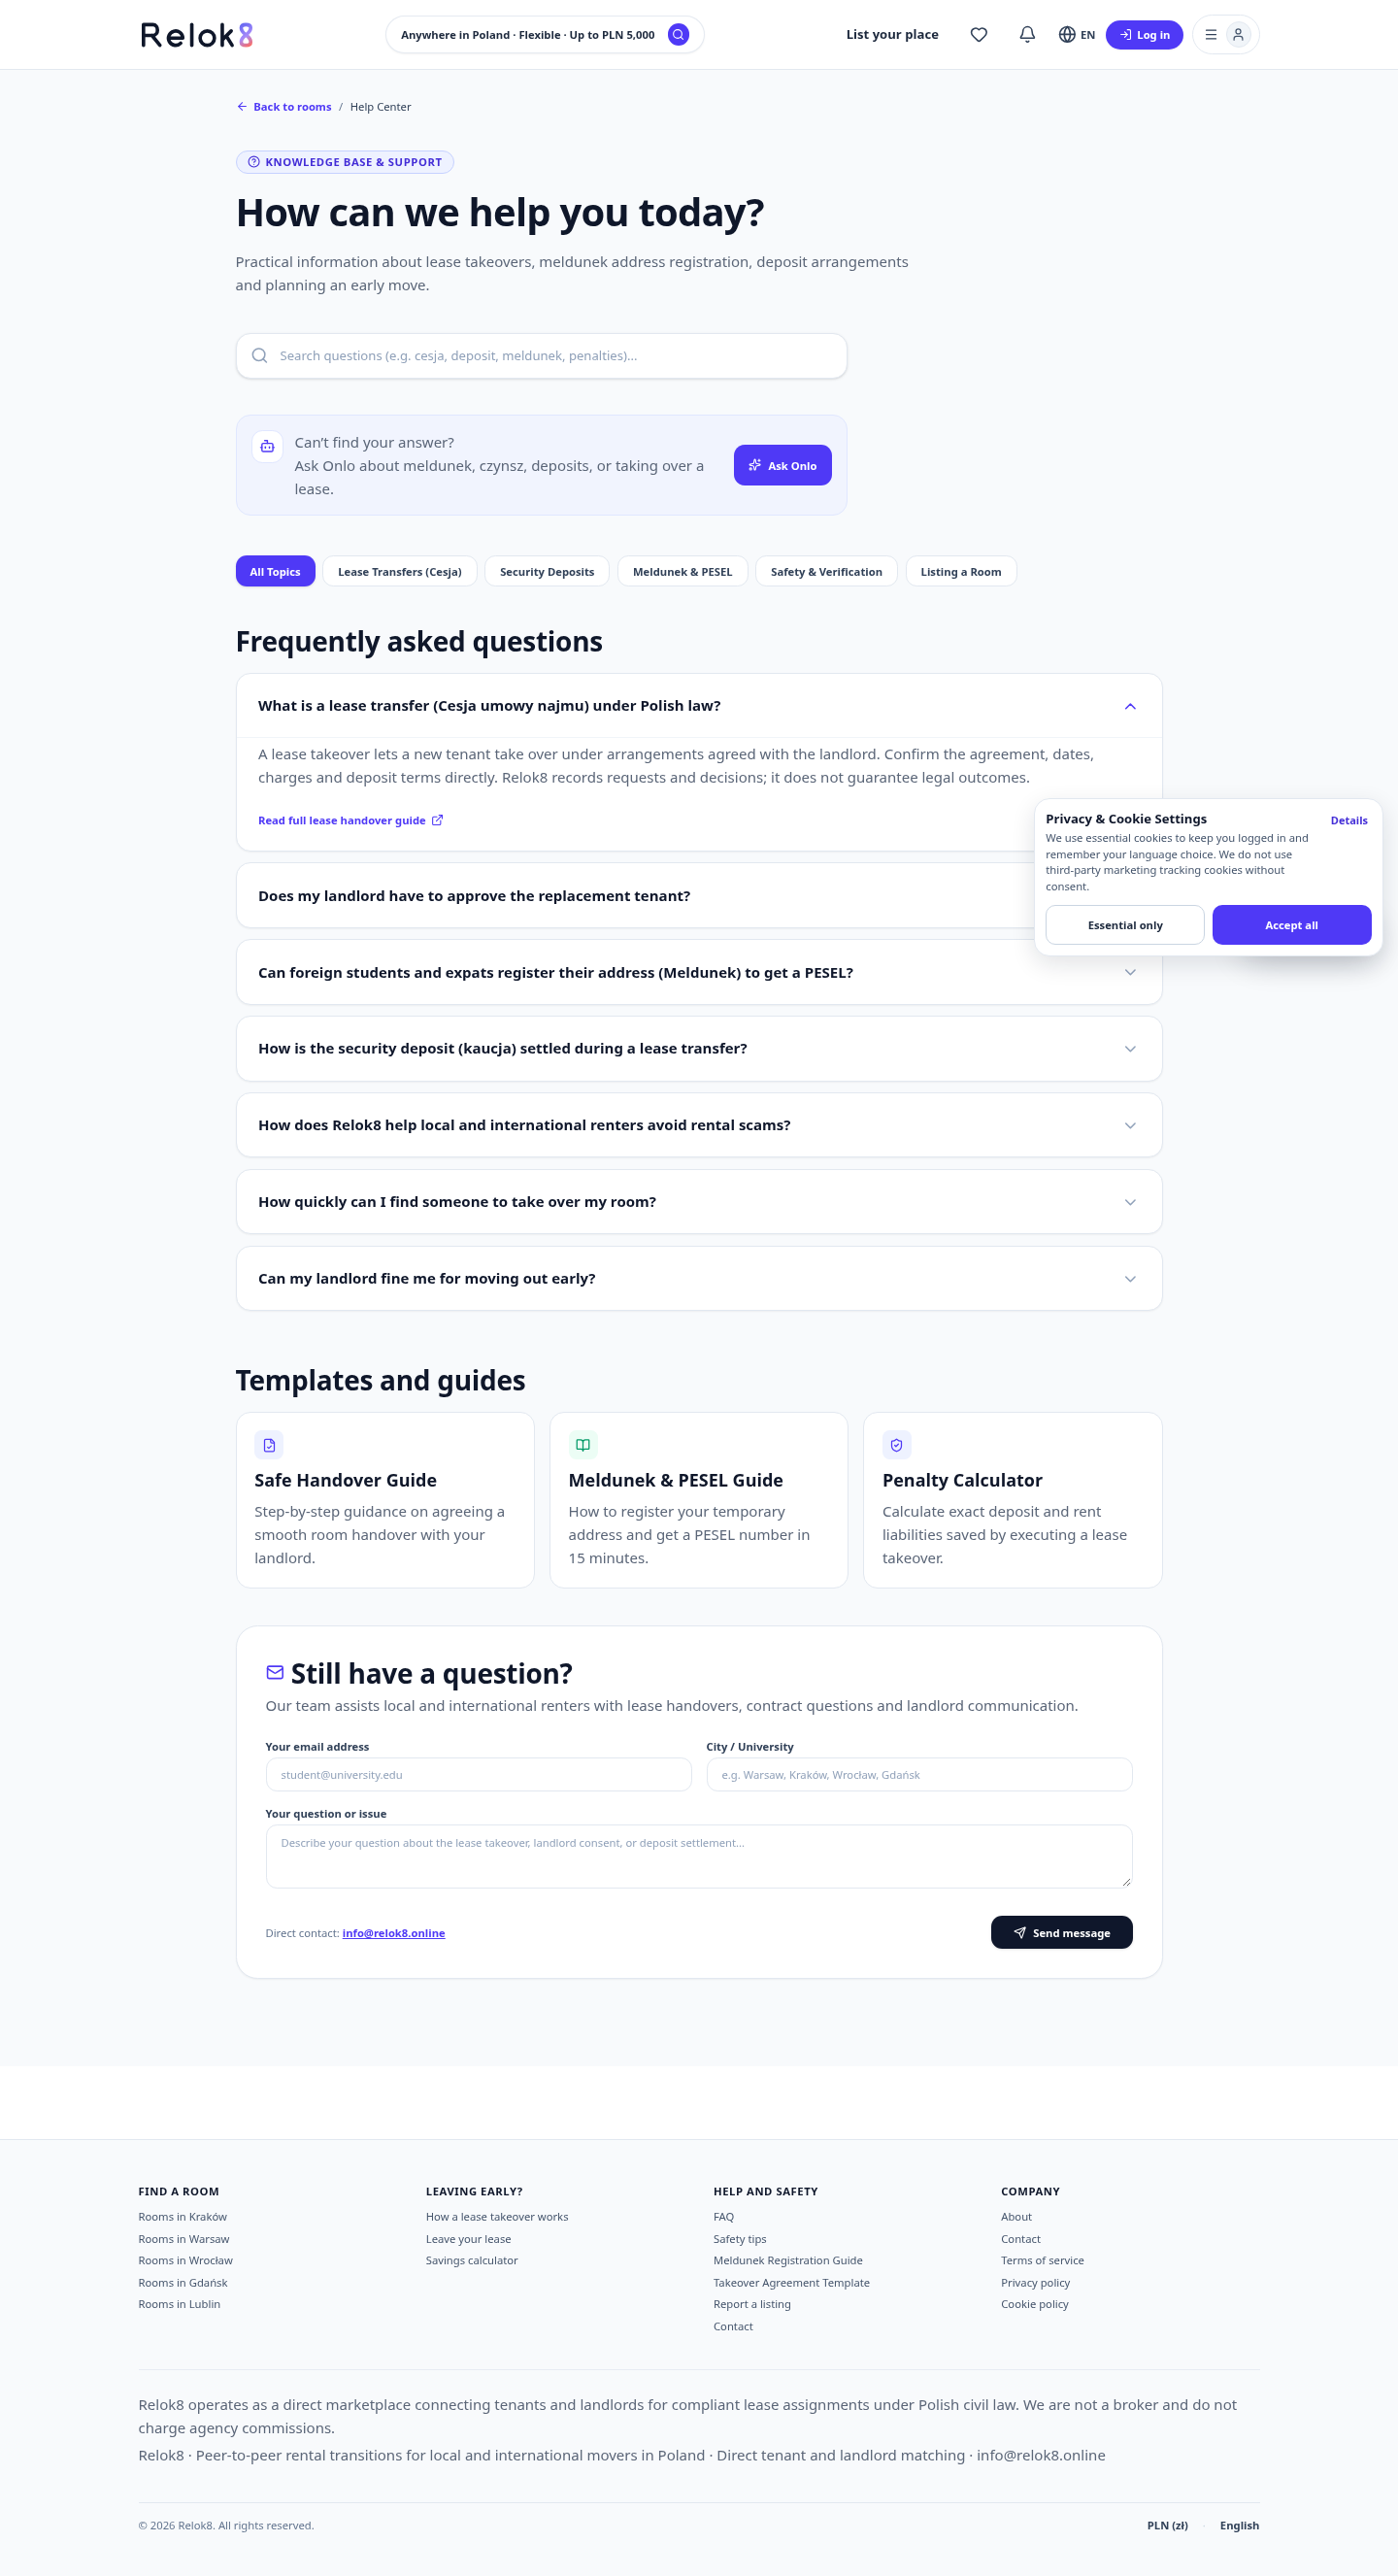 Relok8
Anywhere in Poland · Flexible · Up to PLN 5,000
List your place
EN
Log in
Back to rooms / Help Center
KNOWLEDGE BASE & SUPPORT
How can we help you today?
Practical information about lease takeovers, meldunek address registration, deposit arrangements
and planning an early move.
Search questions (e.g. cesja, deposit, meldunek, penalties)...
Can't find your answer?
Ask Onlo about meldunek, czynsz, deposits, or taking over a
lease.
Ask Onlo
All Topics
Lease Transfers (Cesja)
Security Deposits
Meldunek & PESEL
Safety & Verification
Listing a Room
Frequently asked questions
What is a lease transfer (Cesja umowy najmu) under Polish law?
A lease takeover lets a new tenant take over under arrangements agreed with the landlord. Confirm the agreement, dates,
charges and deposit terms directly. Relok8 records requests and decisions; it does not guarantee legal outcomes.
Read full lease handover guide
Privacy & Cookie Settings
Details
We use essential cookies to keep you logged in and
remember your language choice. We do not use
third-party marketing tracking cookies without
consent.
Essential only
Accept all
Does my landlord have to approve the replacement tenant?
Can foreign students and expats register their address (Meldunek) to get a PESEL?
How is the security deposit (kaucja) settled during a lease transfer?
How does Relok8 help local and international renters avoid rental scams?
How quickly can I find someone to take over my room?
Can my landlord fine me for moving out early?
Templates and guides
Safe Handover Guide
Step-by-step guidance on agreeing a
smooth room handover with your
landlord.
Meldunek & PESEL Guide
How to register your temporary
address and get a PESEL number in
15 minutes.
Penalty Calculator
Calculate exact deposit and rent
liabilities saved by executing a lease
takeover.
Still have a question?
Our team assists local and international renters with lease handovers, contract questions and landlord communication.
Your email address
student@university.edu
City / University
e.g. Warsaw, Kraków, Wrocław, Gdańsk
Your question or issue
Describe your question about the lease takeover, landlord consent, or deposit settlement...
Direct contact: info@relok8.online
Send message
FIND A ROOM
Rooms in Kraków
Rooms in Warsaw
Rooms in Wrocław
Rooms in Gdańsk
Rooms in Lublin
LEAVING EARLY?
How a lease takeover works
Leave your lease
Savings calculator
HELP AND SAFETY
FAQ
Safety tips
Meldunek Registration Guide
Takeover Agreement Template
Report a listing
Contact
COMPANY
About
Contact
Terms of service
Privacy policy
Cookie policy
Relok8 operates as a direct marketplace connecting tenants and landlords for compliant lease assignments under Polish civil law. We are not a broker and do not
charge agency commissions.
Relok8 · Peer-to-peer rental transitions for local and international movers in Poland · Direct tenant and landlord matching · info@relok8.online
© 2026 Relok8. All rights reserved.
PLN (zł) · English